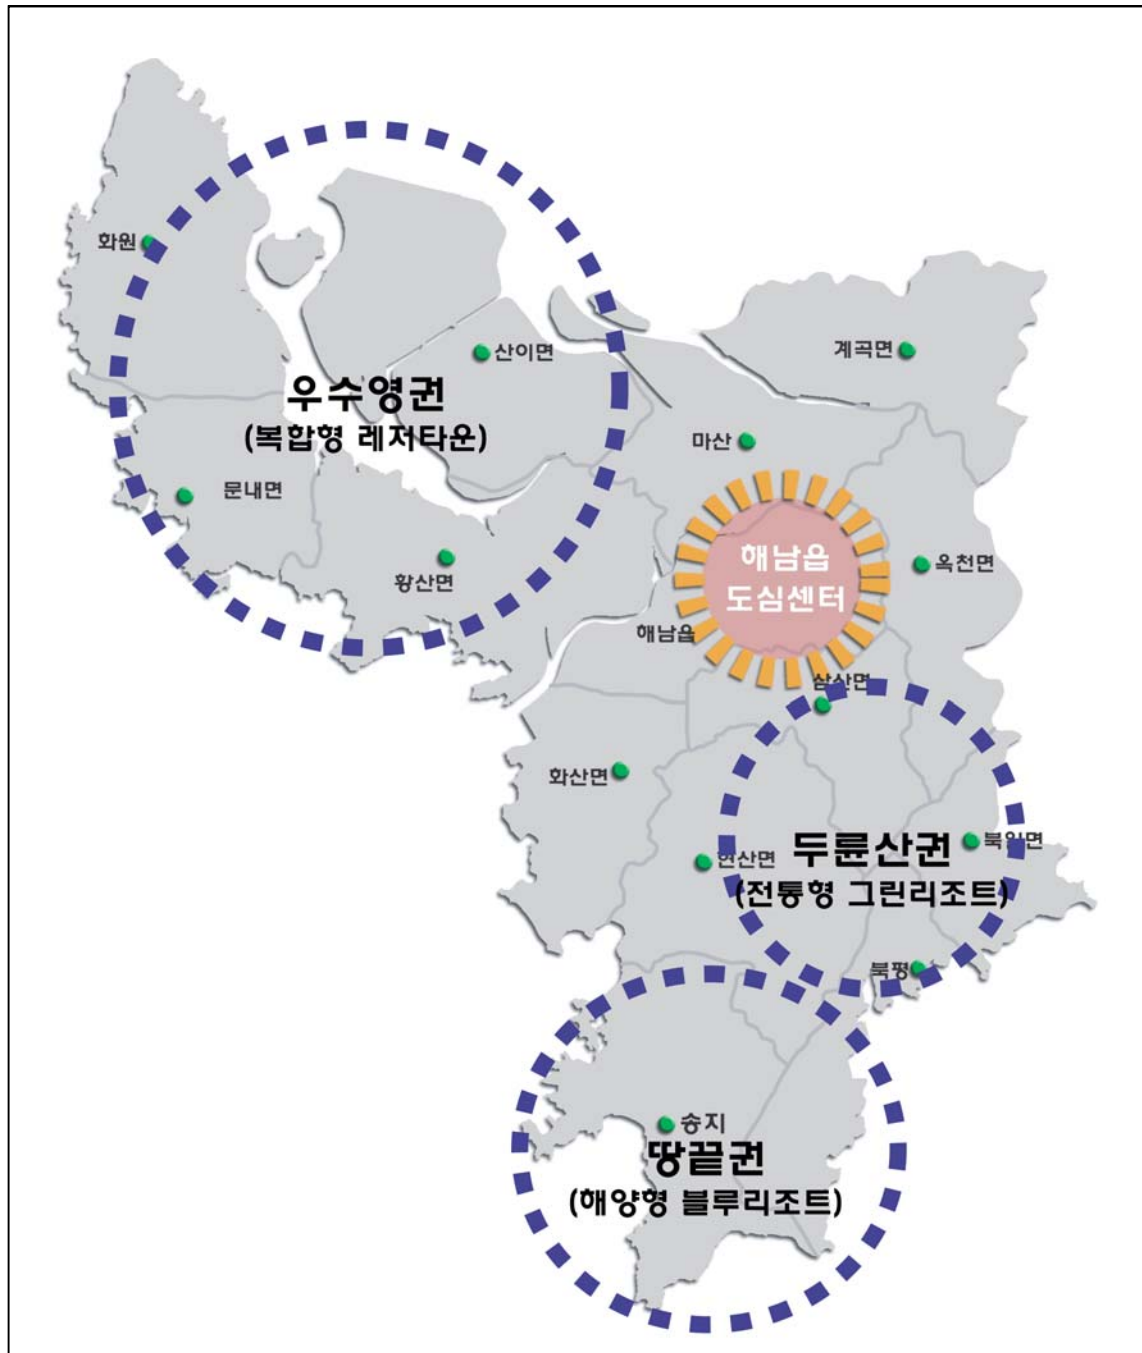 화원
산이면
계곡면
우수영권
(복합형 레저타운)
마산
문내면
황산면
해남읍
도심센터
옥천면
해남읍
삼산면
화산면
현산면
두륜산권
(전통형 그린리조트)
북일면
북평
송지
땅끝권
(해양형 블루리조트)